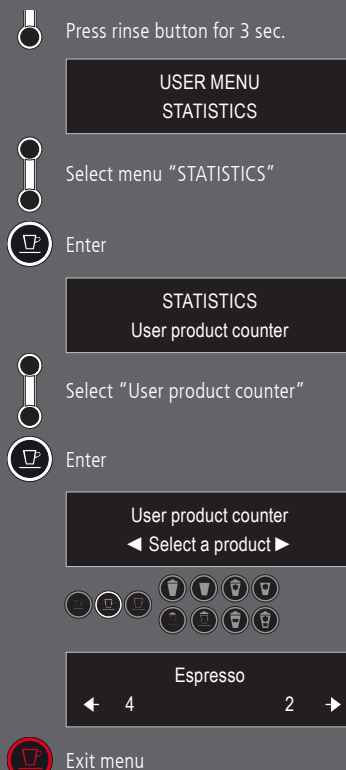 Press rinse button for 3 sec.
USER MENU
STATISTICS
Select menu “STATISTICS”
Enter
STATISTICS
User product counter
Select “User product counter”
Enter
User product counter
◄ Select a product ►
Espresso
← 4 2 →
Exit menu